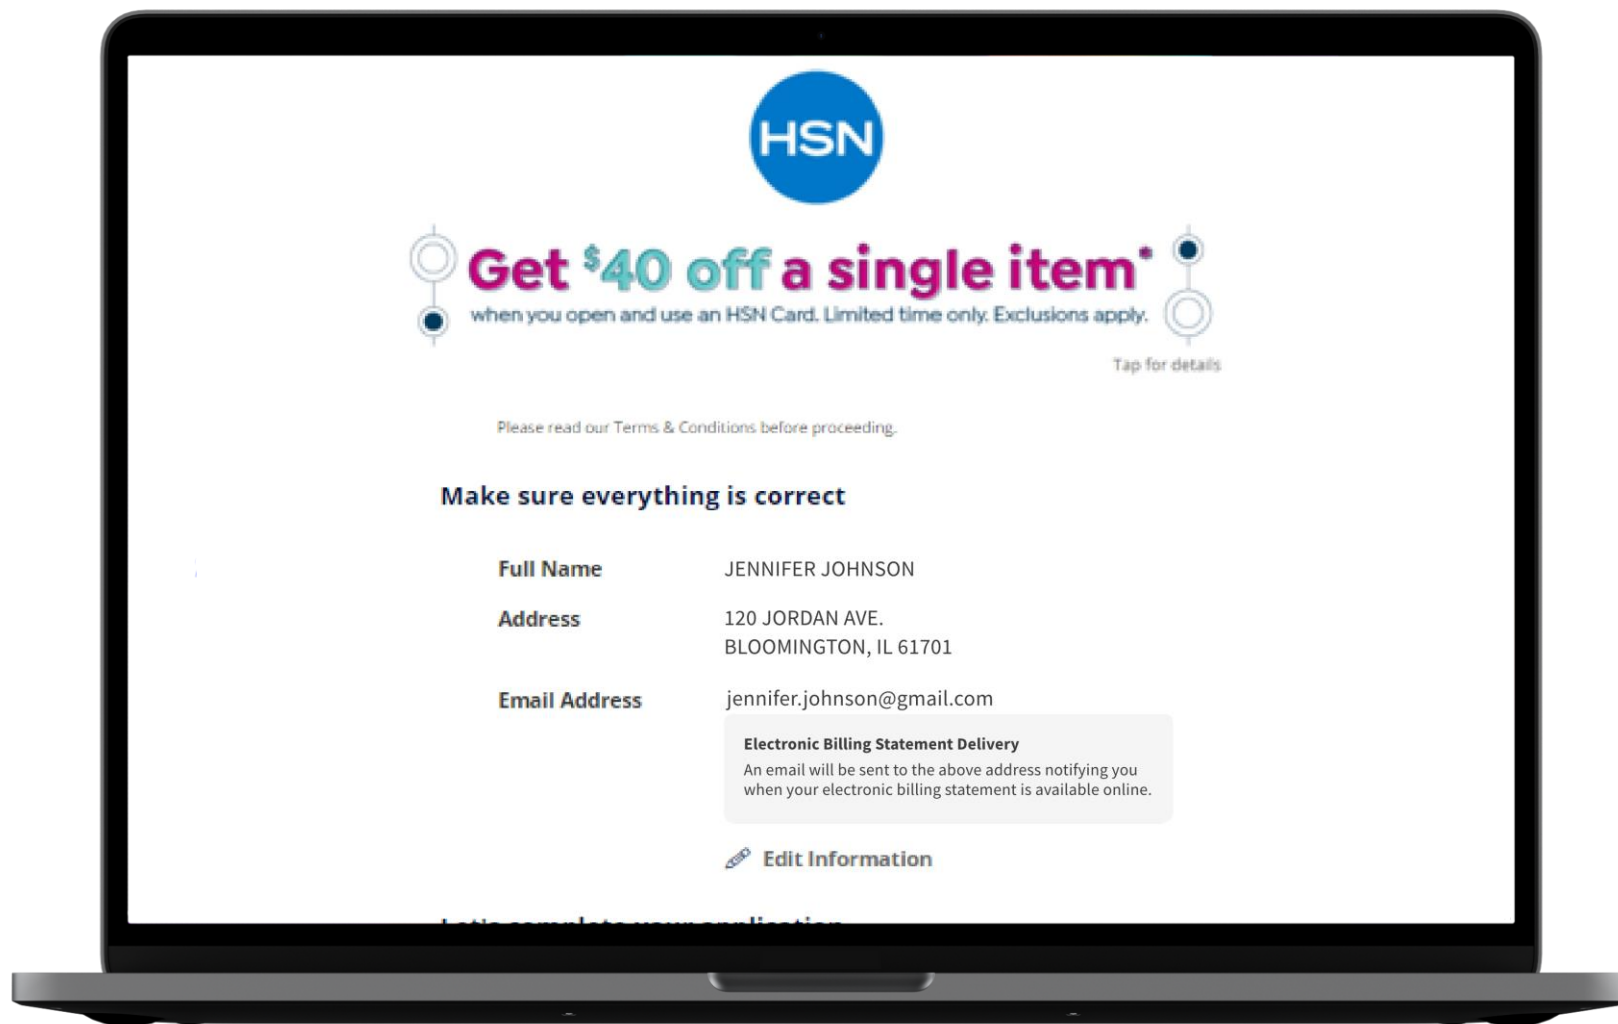 HSN
Get $40 off a single item*
when you open and use an HSN Card. Limited time only. Exclusions apply.
Tap for details
Please read our Terms & Conditions before proceeding.
Make sure everything is correct
Full Name JENNIFER JOHNSON
Address 120 JORDAN AVE.
BLOOMINGTON, IL 61701
Email Address jennifer.johnson@gmail.com
Electronic Billing Statement Delivery
An email will be sent to the above address notifying you
when your electronic billing statement is available online.
Edit Information
Let's complete your application